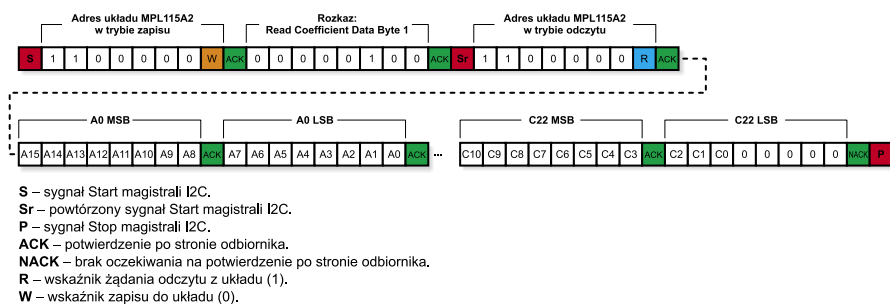 Adres układu MPL115A2 w trybie zapisu
Rozkaz: Read Coefficient Data Byte 1
Adres układu MPL115A2 w trybie odczytu
S 1 1 0 0 0 0 0 W ACK 0 0 0 0 0 1 0 0 ACK Sr 1 1 0 0 0 0 0 R ACK
A0 MSB A0 LSB C22 MSB C22 LSB
A15 A14 A13 A12 A11 A10 A9 A8 ACK A7 A6 A5 A4 A3 A2 A1 A0 ACK ... C10 C9 C8 C7 C6 C5 C4 C3 ACK C2 C1 C0 0 0 0 0 0 NACK P
S – sygnał Start magistrali I2C.
Sr – powtórzony sygnał Start magistrali I2C.
P – sygnał Stop magistrali I2C.
ACK – potwierdzenie po stronie odbiornika.
NACK – brak oczekiwania na potwierdzenie po stronie odbiornika.
R – wskaźnik żądania odczytu z układu (1).
W – wskaźnik zapisu do układu (0).